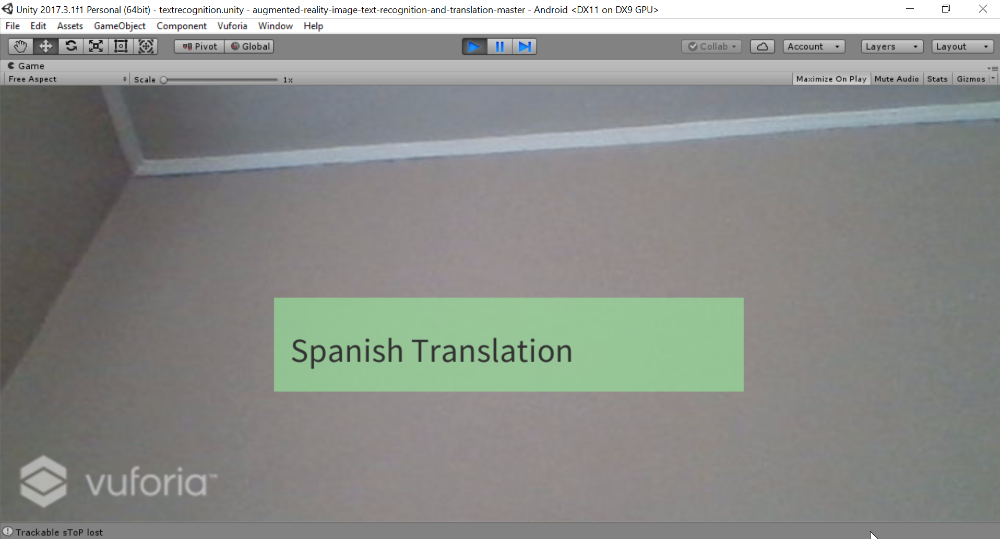 Unity 2017.3.1f1 Personal (64bit) - textrecognition.unity - augmented-reality-image-text-recognition-and-translation-master - Android <DX11 on DX9 GPU>
File Edit Assets GameObject Component Vuforia Window Help
Pivot Global Collab Account Layers Layout
Game
Free Aspect Scale 1x Maximize On Play Mute Audio Stats Gizmos
Spanish Translation
vuforia™
Trackable sToP lost